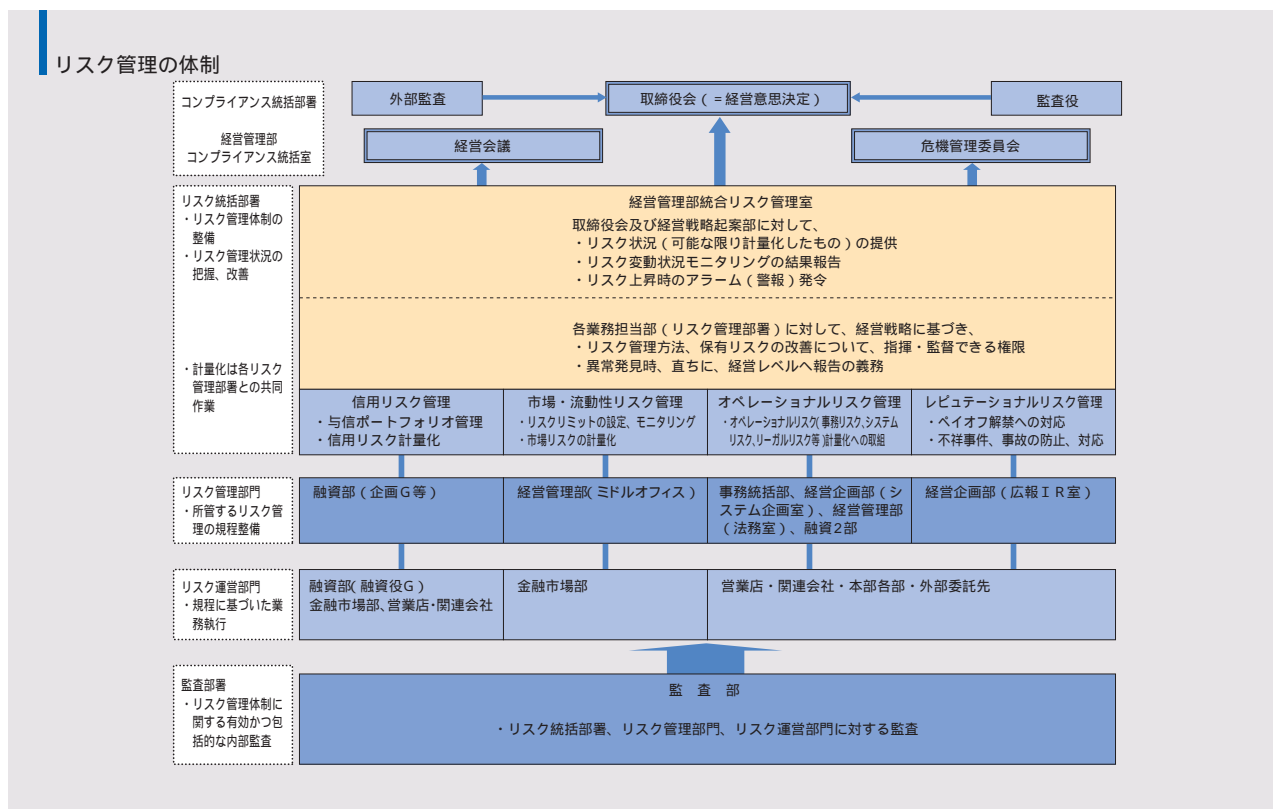 リスク管理の体制
コンプライアンス統括部署
経営管理部
コンプライアンス統括室
外部監査
取締役会(=経営意思決定)
監査役
経営会議
危機管理委員会
リスク統括部署
・リスク管理体制の
整備
・リスク管理状況の
把握、改善
・計量化は各リスク
管理部署との共同
作業
経営管理部統合リスク管理室
取締役会及び経営戦略起案部に対して、
・リスク状況(可能な限り計量化したもの)の提供
・リスク変動状況モニタリングの結果報告
・リスク上昇時のアラーム(警報)発令
各業務担当部(リスク管理部署)に対して、経営戦略に基づき、
・リスク管理方法、保有リスクの改善について、指揮・監督できる権限
・異常発見時、直ちに、経営レベルへ報告の義務
信用リスク管理
・与信ポートフォリオ管理
・信用リスク計量化
市場・流動性リスク管理
・リスクリミットの設定、モニタリング
・市場リスクの計量化
オペレーショナルリスク管理
・オペレーショナルリスク(事務リスク、システム
リスク、リーガルリスク等)計量化への取組
レピュテーショナルリスク管理
・ペイオフ解禁への対応
・不祥事件、事故の防止、対応
リスク管理部門
・所管するリスク管
理の規程整備
融資部(企画G等)
経営管理部(ミドルオフィス)
事務統括部、経営企画部(シ
ステム企画室)、経営管理部
(法務室)、融資2部
経営企画部(広報IR室)
リスク運営部門
・規程に基づいた業
務執行
融資部(融資役G)
金融市場部、営業店・関連会社
金融市場部
営業店・関連会社・本部各部・外部委託先
監査部署
・リスク管理体制に
関する有効かつ包
括的な内部監査
監 査 部
・リスク統括部署、リスク管理部門、リスク運営部門に対する監査